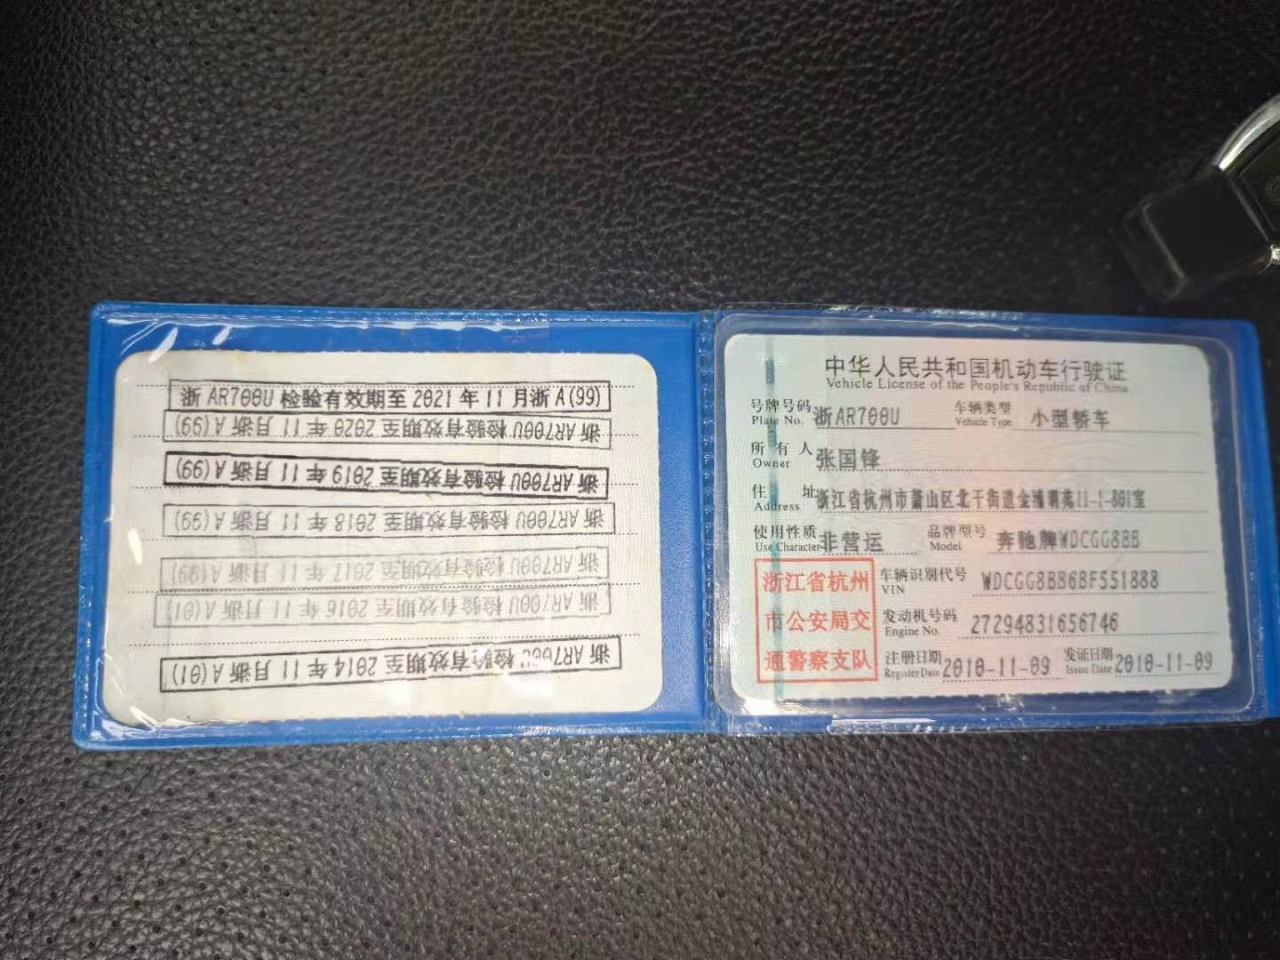 浙AR700U检验有效期至2021年11月浙A(99)
浙AR700U检验有效期至2020年11月浙A(99)
浙AR700U检验有效期至2019年11月浙A(99)
浙AR700U检验有效期至2018年11月浙A(99)
浙AR700U检验有效期至2017年11月浙A(99)
浙AR700U检验有效期至2016年11月浙A(01)
浙AR700U检验有效期至2014年11月浙A(01)
中华人民共和国机动车行驶证
Vehicle License of the People's Republic of China
号牌号码 浙AR700U 车辆类型 小型轿车
Plate No. Vehicle Type
所有人 张国锋
Owner
住址 浙江省杭州市萧山区北干街道金 11-1-801室
Address
使用性质 非营运 品牌型号 奔驰牌WDCGG8BB
Use Character Model
浙江省杭州市公安局交通警察支队
车辆识别代号 WDCGG8BB6BF551888
VIN
发动机号码 27294831656746
Engine No.
注册日期 2010-11-09 发证日期 2010-11-09
Register Date Issue Date